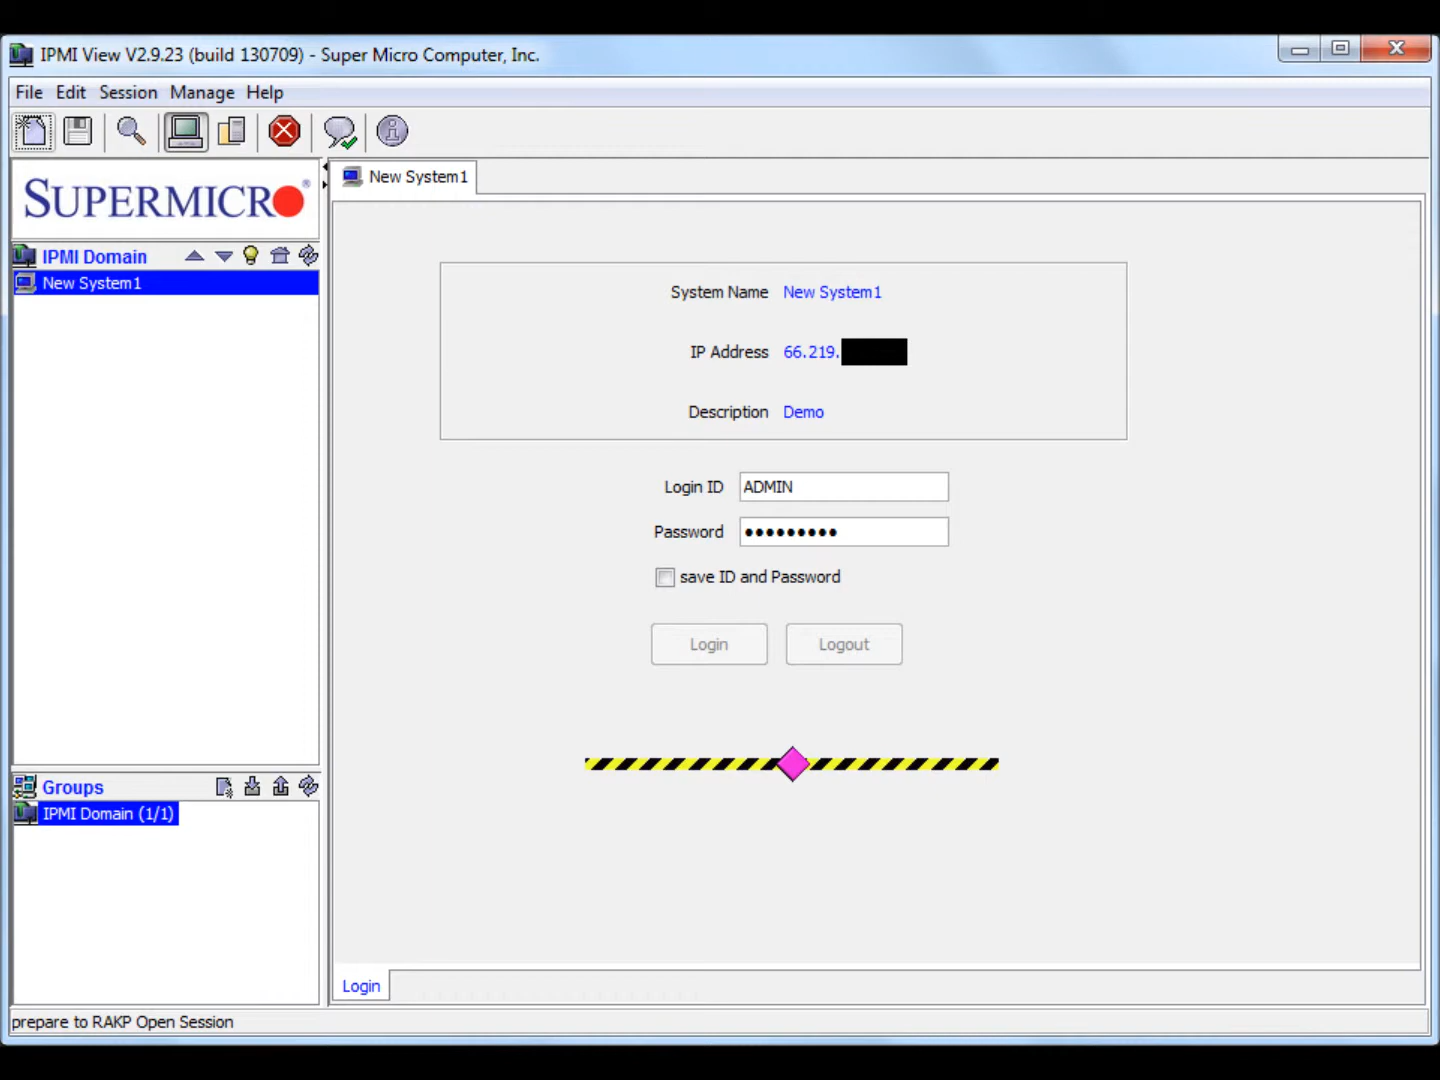 IPMI View V2.9.23 (build 130709) - Super Micro Computer, Inc.
File Edit Session Manage Help
SUPERMICRO®
New System1
IPMI Domain
New System1
System Name New System1
IP Address 66.219.
Description Demo
Login ID ADMIN
Password •••••••••
save ID and Password
Login Logout
Groups
IPMI Domain (1/1)
Login
prepare to RAKP Open Session